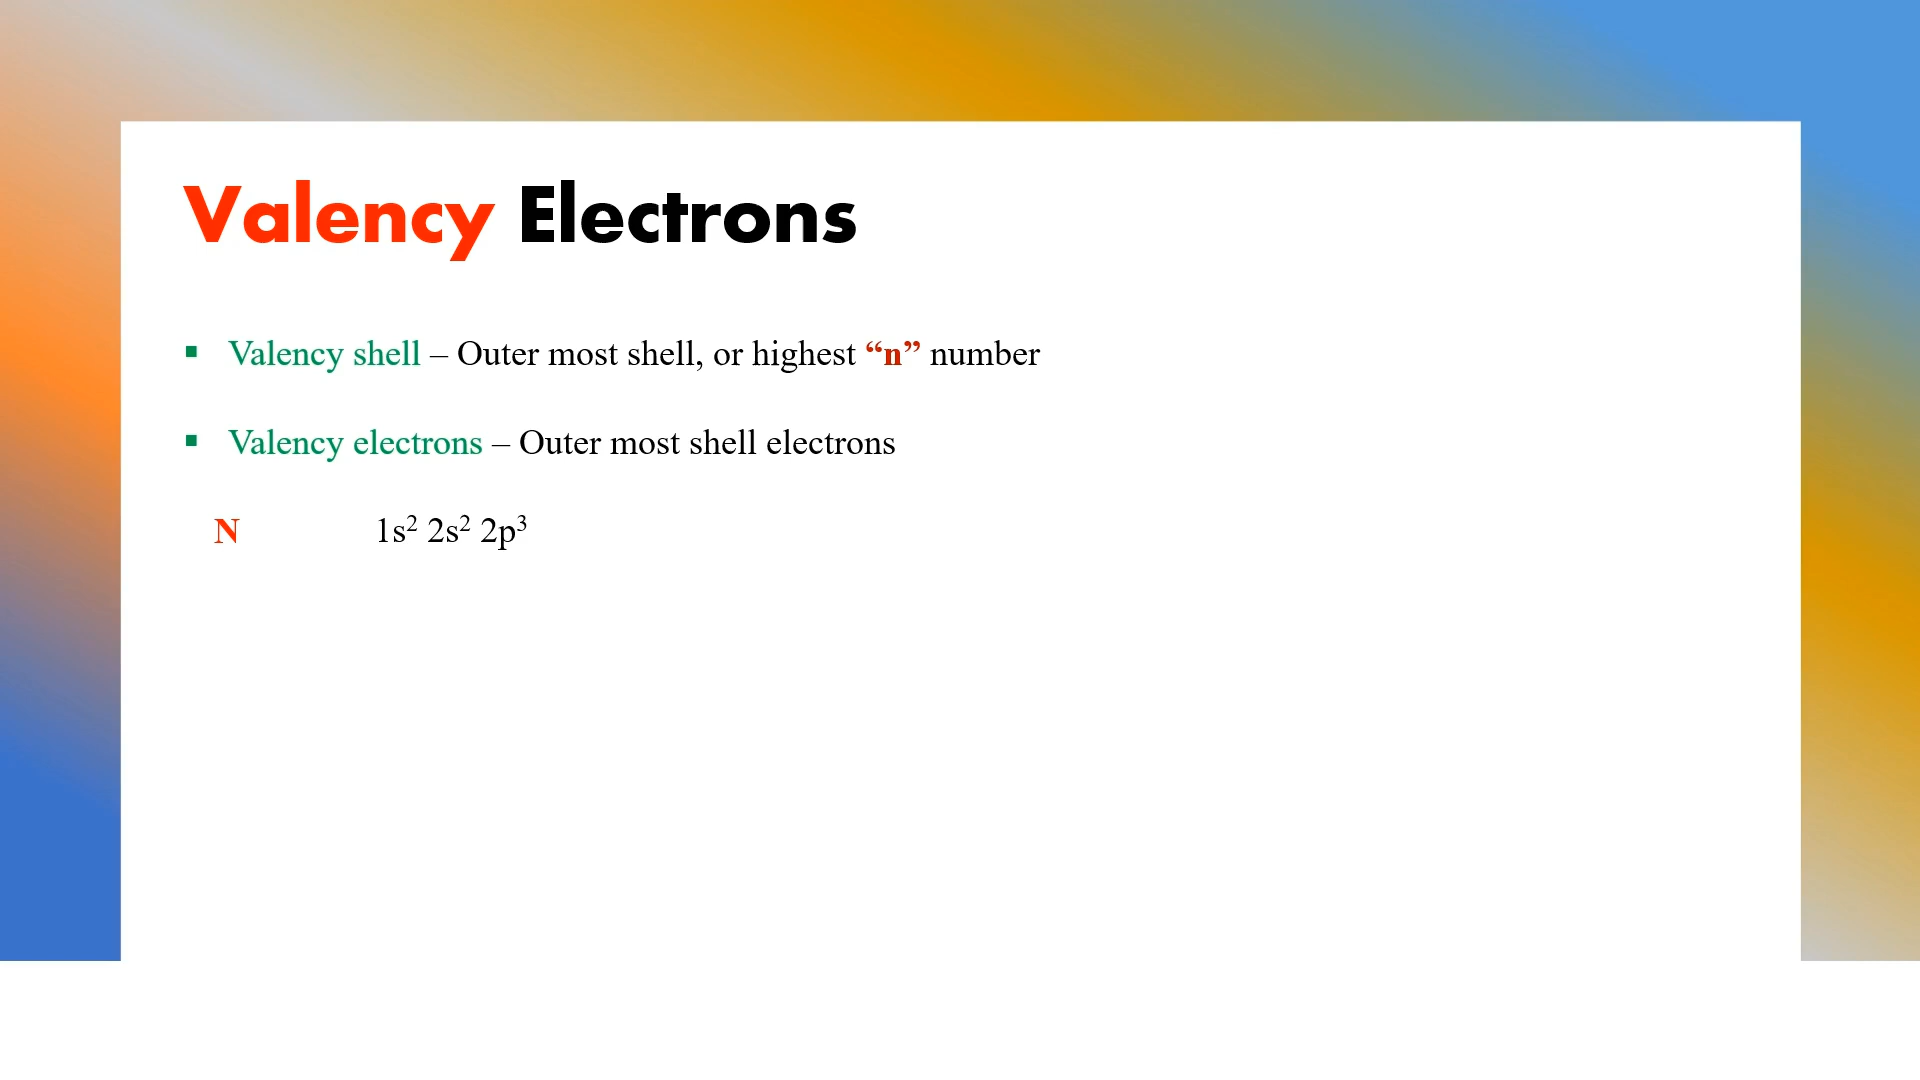 Valency Electrons
▪ Valency shell – Outer most shell, or highest “n” number
▪ Valency electrons – Outer most shell electrons
N 1s² 2s² 2p³